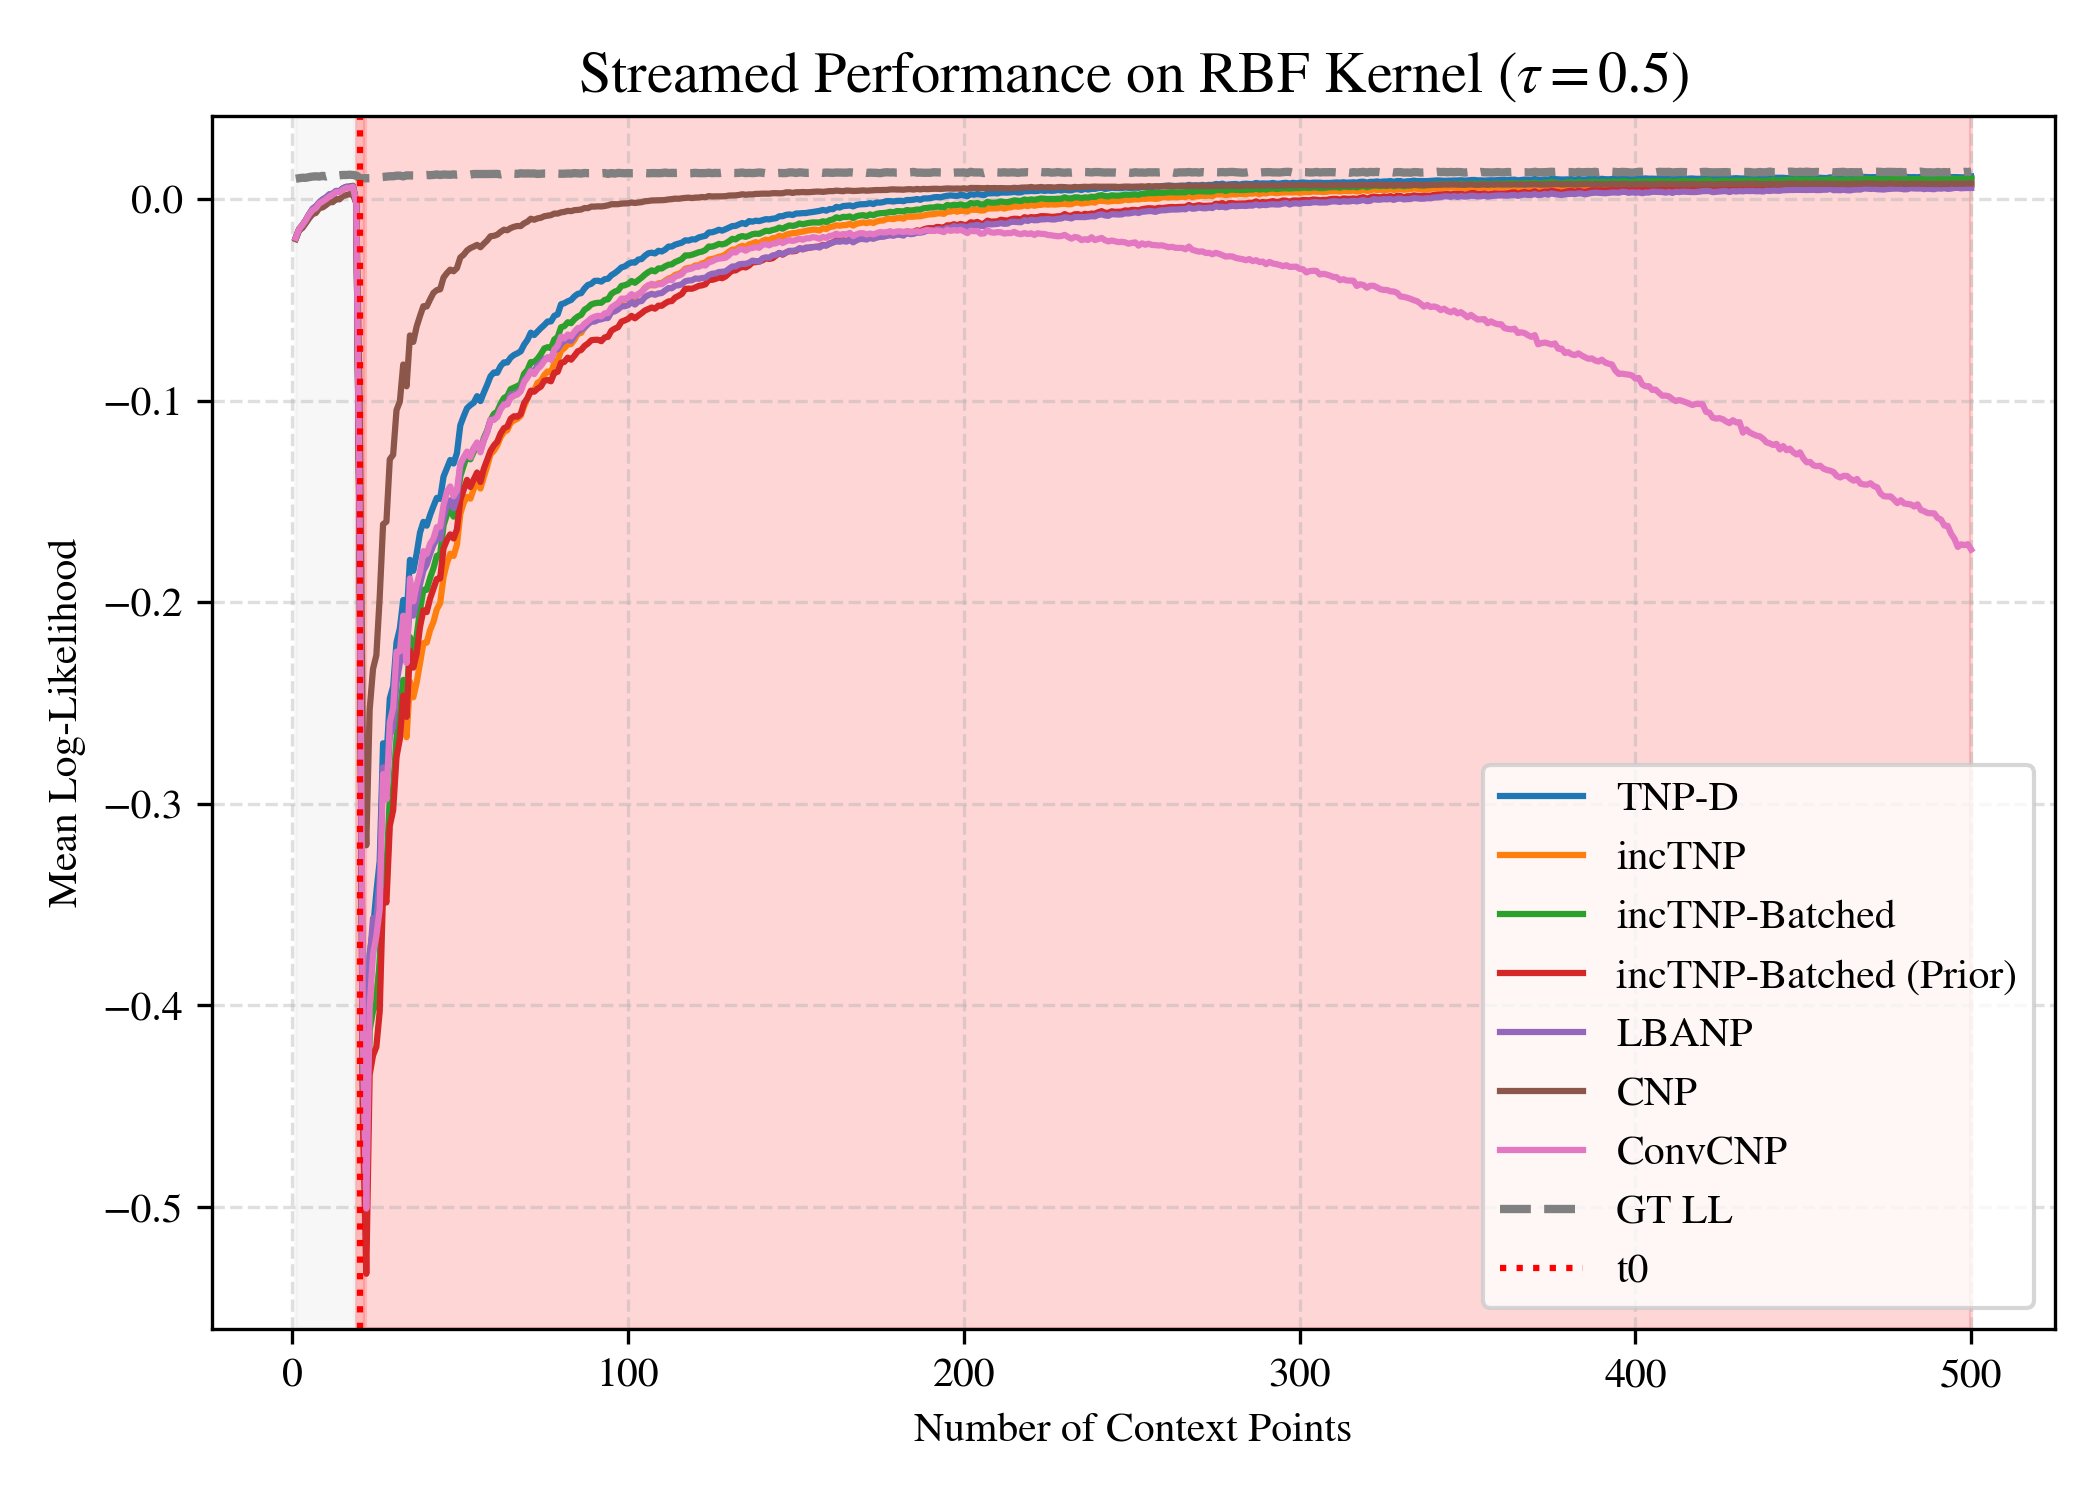 Streamed Performance on RBF Kernel (τ = 0.5)
Mean Log-Likelihood
0.0
−0.1
−0.2
−0.3
−0.4
−0.5
TNP-D
incTNP
incTNP-Batched
incTNP-Batched (Prior)
LBANP
CNP
ConvCNP
GT LL
t0
0 100 200 300 400 500
Number of Context Points